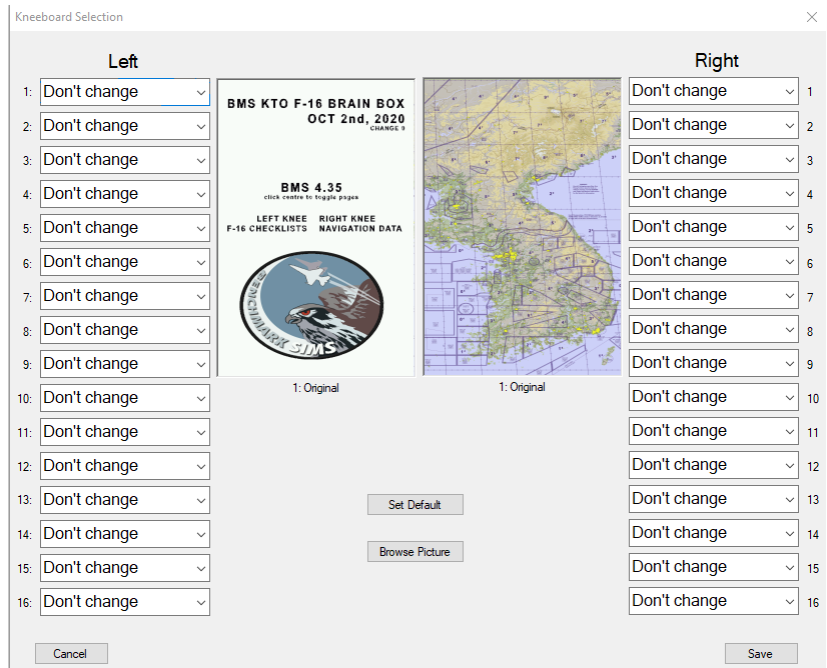 Kneeboard Selection
Left
Right
1: Don't change
2: Don't change
3: Don't change
4: Don't change
5: Don't change
6: Don't change
7: Don't change
8: Don't change
9: Don't change
10: Don't change
11: Don't change
12: Don't change
13: Don't change
14: Don't change
15: Don't change
16: Don't change
BMS KTO F-16 BRAIN BOX
OCT 2nd, 2020
CHANGE 0
BMS 4.35
click centre to toggle pages
LEFT KNEE RIGHT KNEE
F-16 CHECKLISTS NAVIGATION DATA
BENCHMARK SIMS
1: Original
1: Original
Set Default
Browse Picture
Don't change 1
Don't change 2
Don't change 3
Don't change 4
Don't change 5
Don't change 6
Don't change 7
Don't change 8
Don't change 9
Don't change 10
Don't change 11
Don't change 12
Don't change 13
Don't change 14
Don't change 15
Don't change 16
Cancel
Save